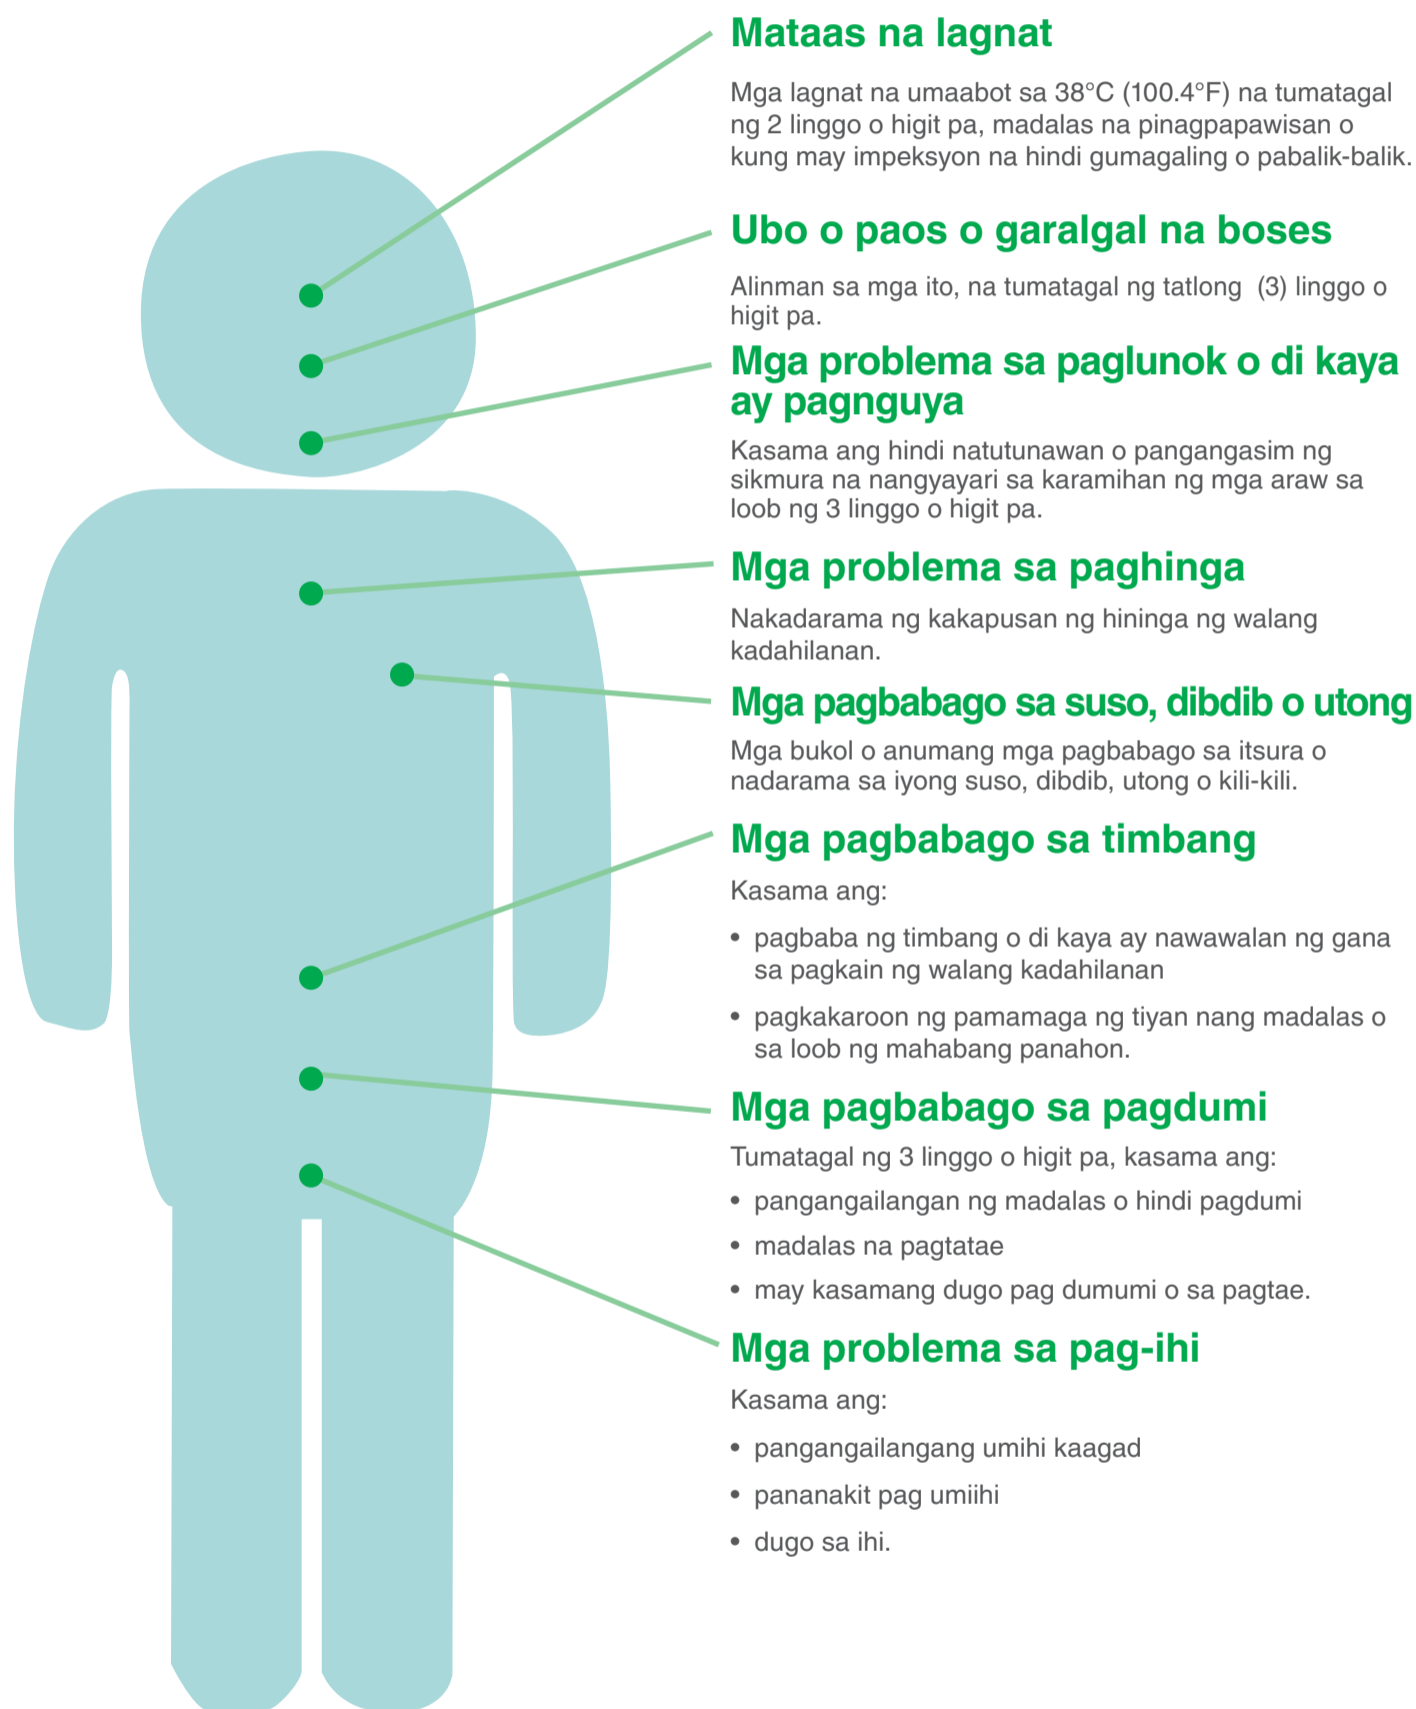 Mataas na lagnat
Mga lagnat na umaabot sa 38°C (100.4°F) na tumatagal
ng 2 linggo o higit pa, madalas na pinagpapawisan o
kung may impeksyon na hindi gumagaling o pabalik-balik.
Ubo o paos o garalgal na boses
Alinman sa mga ito, na tumatagal ng tatlong  (3) linggo o
higit pa.
Mga problema sa paglunok o di kaya
ay pagnguya
Kasama ang hindi natutunawan o pangangasim ng
sikmura na nangyayari sa karamihan ng mga araw sa
loob ng 3 linggo o higit pa.
Mga problema sa paghinga
Nakadarama ng kakapusan ng hininga ng walang
kadahilanan.
Mga pagbabago sa suso, dibdib o utong
Mga bukol o anumang mga pagbabago sa itsura o
nadarama sa iyong suso, dibdib, utong o kili-kili.
Mga pagbabago sa timbang
Kasama ang:
• pagbaba ng timbang o di kaya ay nawawalan ng gana
sa pagkain ng walang kadahilanan
• pagkakaroon ng pamamaga ng tiyan nang madalas o
sa loob ng mahabang panahon.
Mga pagbabago sa pagdumi
Tumatagal ng 3 linggo o higit pa, kasama ang:
• pangangailangan ng madalas o hindi pagdumi
• madalas na pagtatae
• may kasamang dugo pag dumumi o sa pagtae.
Mga problema sa pag-ihi
Kasama ang:
• pangangailangang umihi kaagad
• pananakit pag umiihi
• dugo sa ihi.